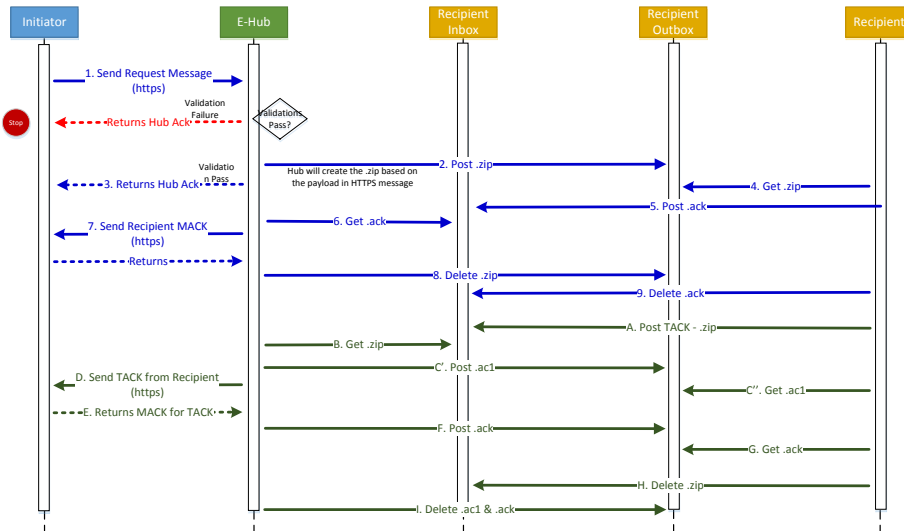 Initiator
E-Hub
Recipient
Inbox
Recipient
Outbox
Recipient
1. Send Request Message
(https)
Validation
Failure
Validations
Pass?
Stop
Returns Hub Ack
2. Post .zip
Validatio
n Pass
Hub will create the .zip based on
the payload in HTTPS message
3. Returns Hub Ack
4. Get .zip
5. Post .ack
6. Get .ack
7. Send Recipient MACK
(https)
Returns
8. Delete .zip
9. Delete .ack
A. Post TACK - .zip
B. Get .zip
C'. Post .ac1
D. Send TACK from Recipient
(https)
C''. Get .ac1
E. Returns MACK for TACK
F. Post .ack
G. Get .ack
H. Delete .zip
I. Delete .ac1 & .ack